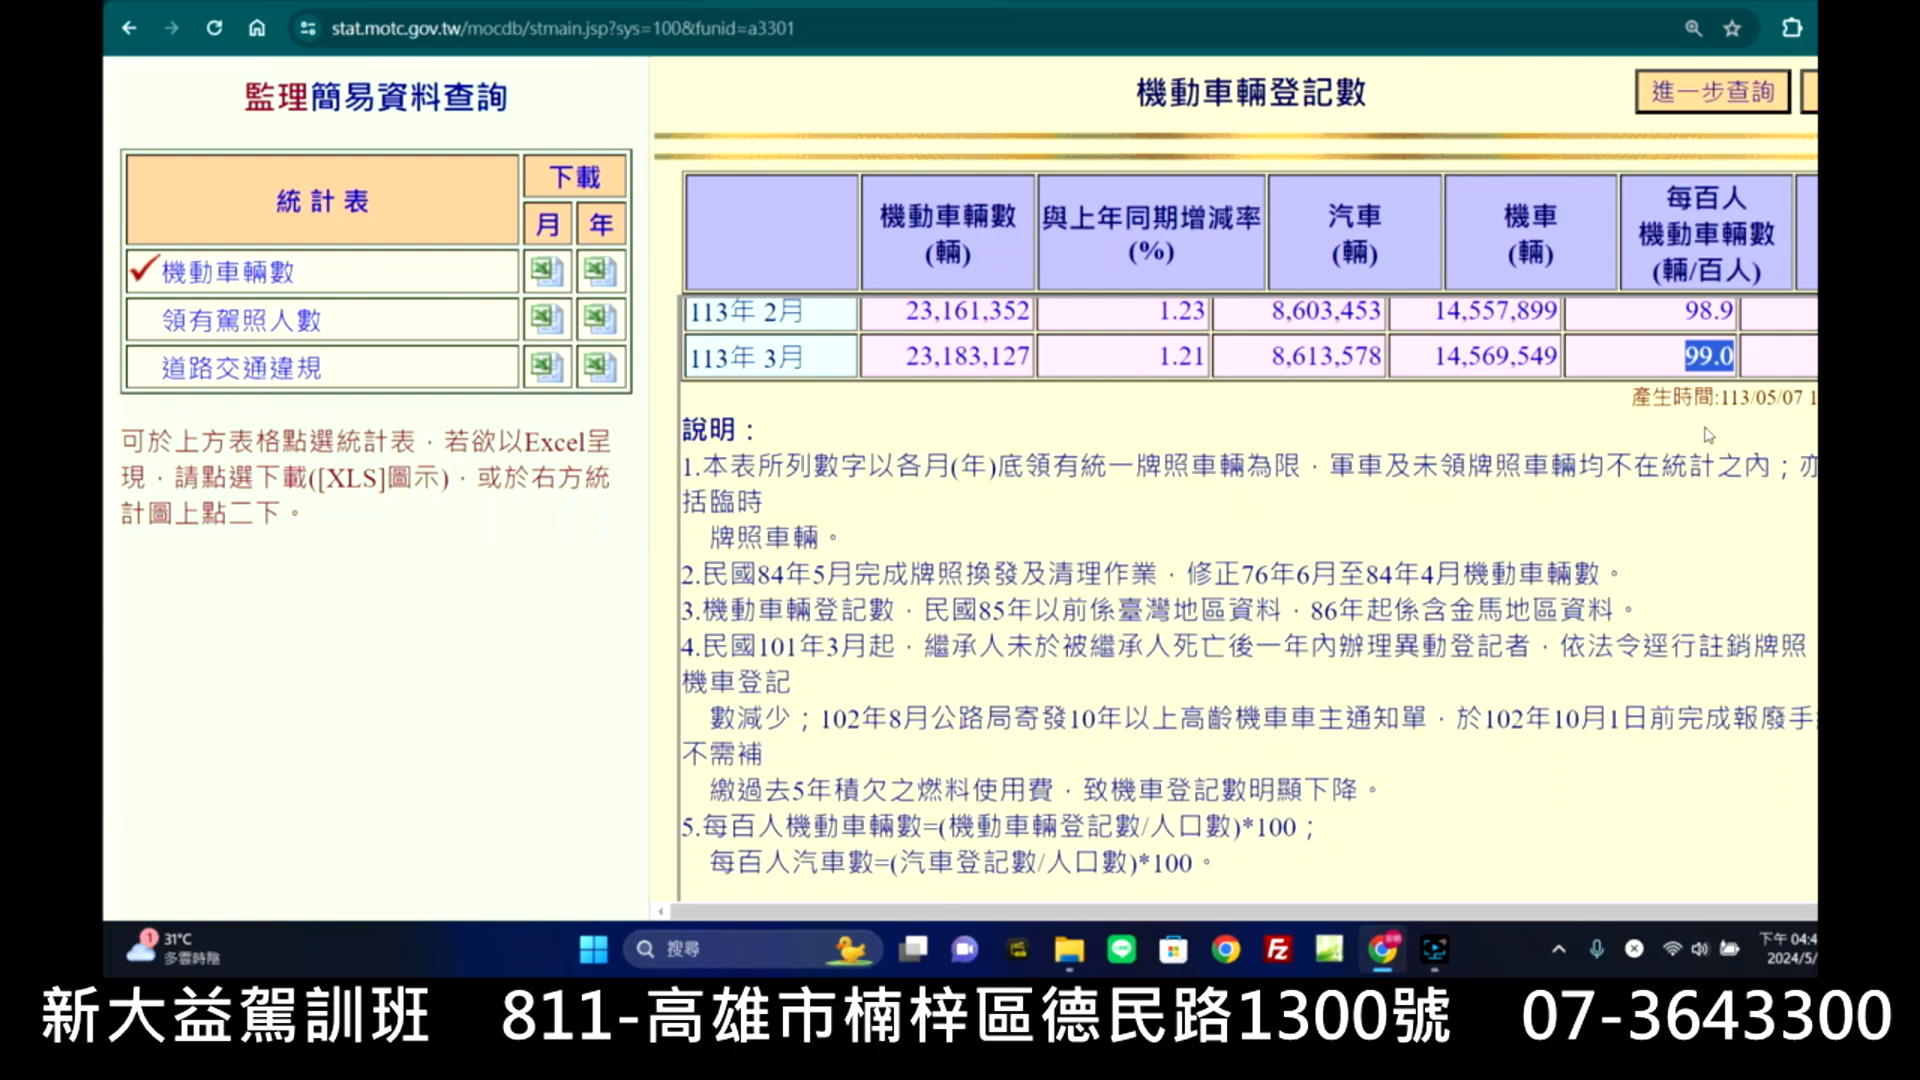 stat.motc.gov.tw/mocdb/stmain.jsp?sys=100&funid=a3301
監理簡易資料查詢
統計表 下載
月 年
機動車輛數
領有駕照人數
道路交通違規
可於上方表格點選統計表，若欲以Excel呈
現，請點選下載([XLS]圖示)，或於右方統
計圖上點二下。
機動車輛登記數
進一步查詢
機動車輛數
(輛)
與上年同期增減率
(%)
汽車
(輛)
機車
(輛)
每百人
機動車輛數
(輛/百人)
113年 2月 23,161,352 1.23 8,603,453 14,557,899 98.9
113年 3月 23,183,127 1.21 8,613,578 14,569,549 99.0
產生時間:113/05/07 1
說明：
1.本表所列數字以各月(年)底領有統一牌照車輛為限，軍車及未領牌照車輛均不在統計之內；亦
括臨時
牌照車輛。
2.民國84年5月完成牌照換發及清理作業，修正76年6月至84年4月機動車輛數。
3.機動車輛登記數，民國85年以前係臺灣地區資料，86年起係含金馬地區資料。
4.民國101年3月起，繼承人未於被繼承人死亡後一年內辦理異動登記者，依法令逕行註銷牌照
機車登記
數減少；102年8月公路局寄發10年以上高齡機車車主通知單，於102年10月1日前完成報廢手
不需補
繳過去5年積欠之燃料使用費，致機車登記數明顯下降。
5.每百人機動車輛數=(機動車輛登記數/人口數)*100；
每百人汽車數=(汽車登記數/人口數)*100。
1
31°C
多雲時陰
搜尋
下午 04:4
2024/5/
新大益駕訓班 811-高雄市楠梓區德民路1300號 07-3643300